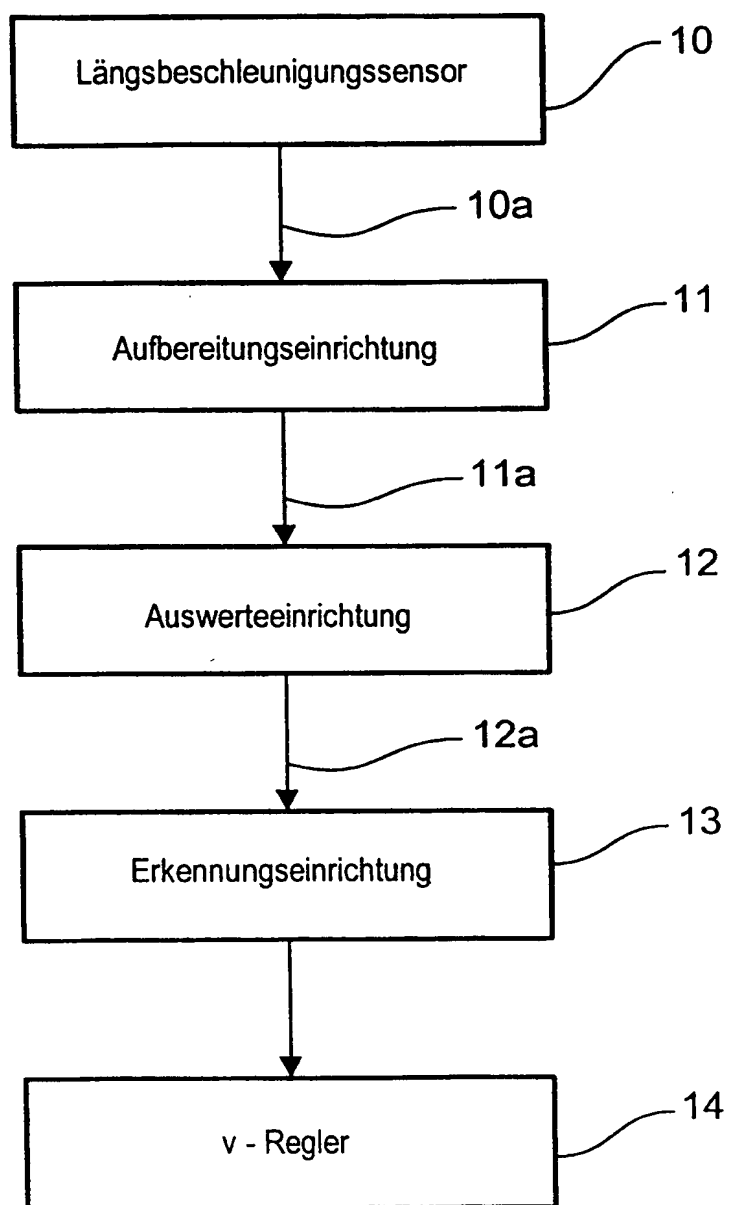 Längsbeschleunigungssensor
10
10a
Aufbereitungseinrichtung
11
11a
Auswerteeinrichtung
12
12a
Erkennungseinrichtung
13
v - Regler
14